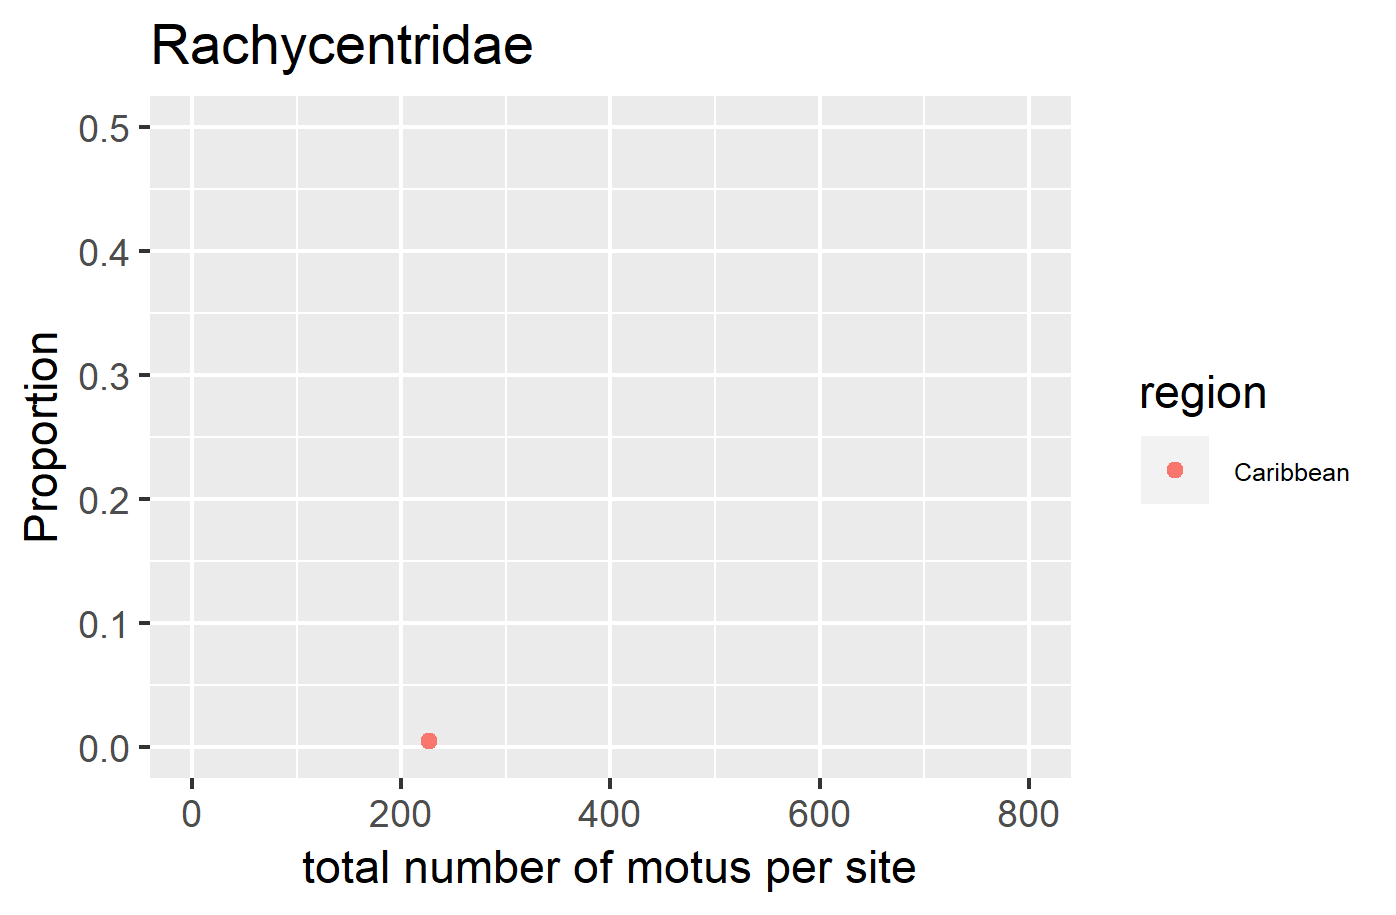 Rachycentridae
0.5
0.4
0.3
0.2
0.1
0.0
Proportion
0 200 400 600 800
total number of motus per site
region
Caribbean